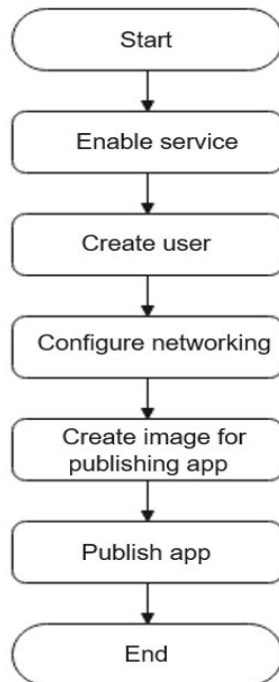 Start
Enable service
Create user
Configure networking
Create image for
publishing app
Publish app
End